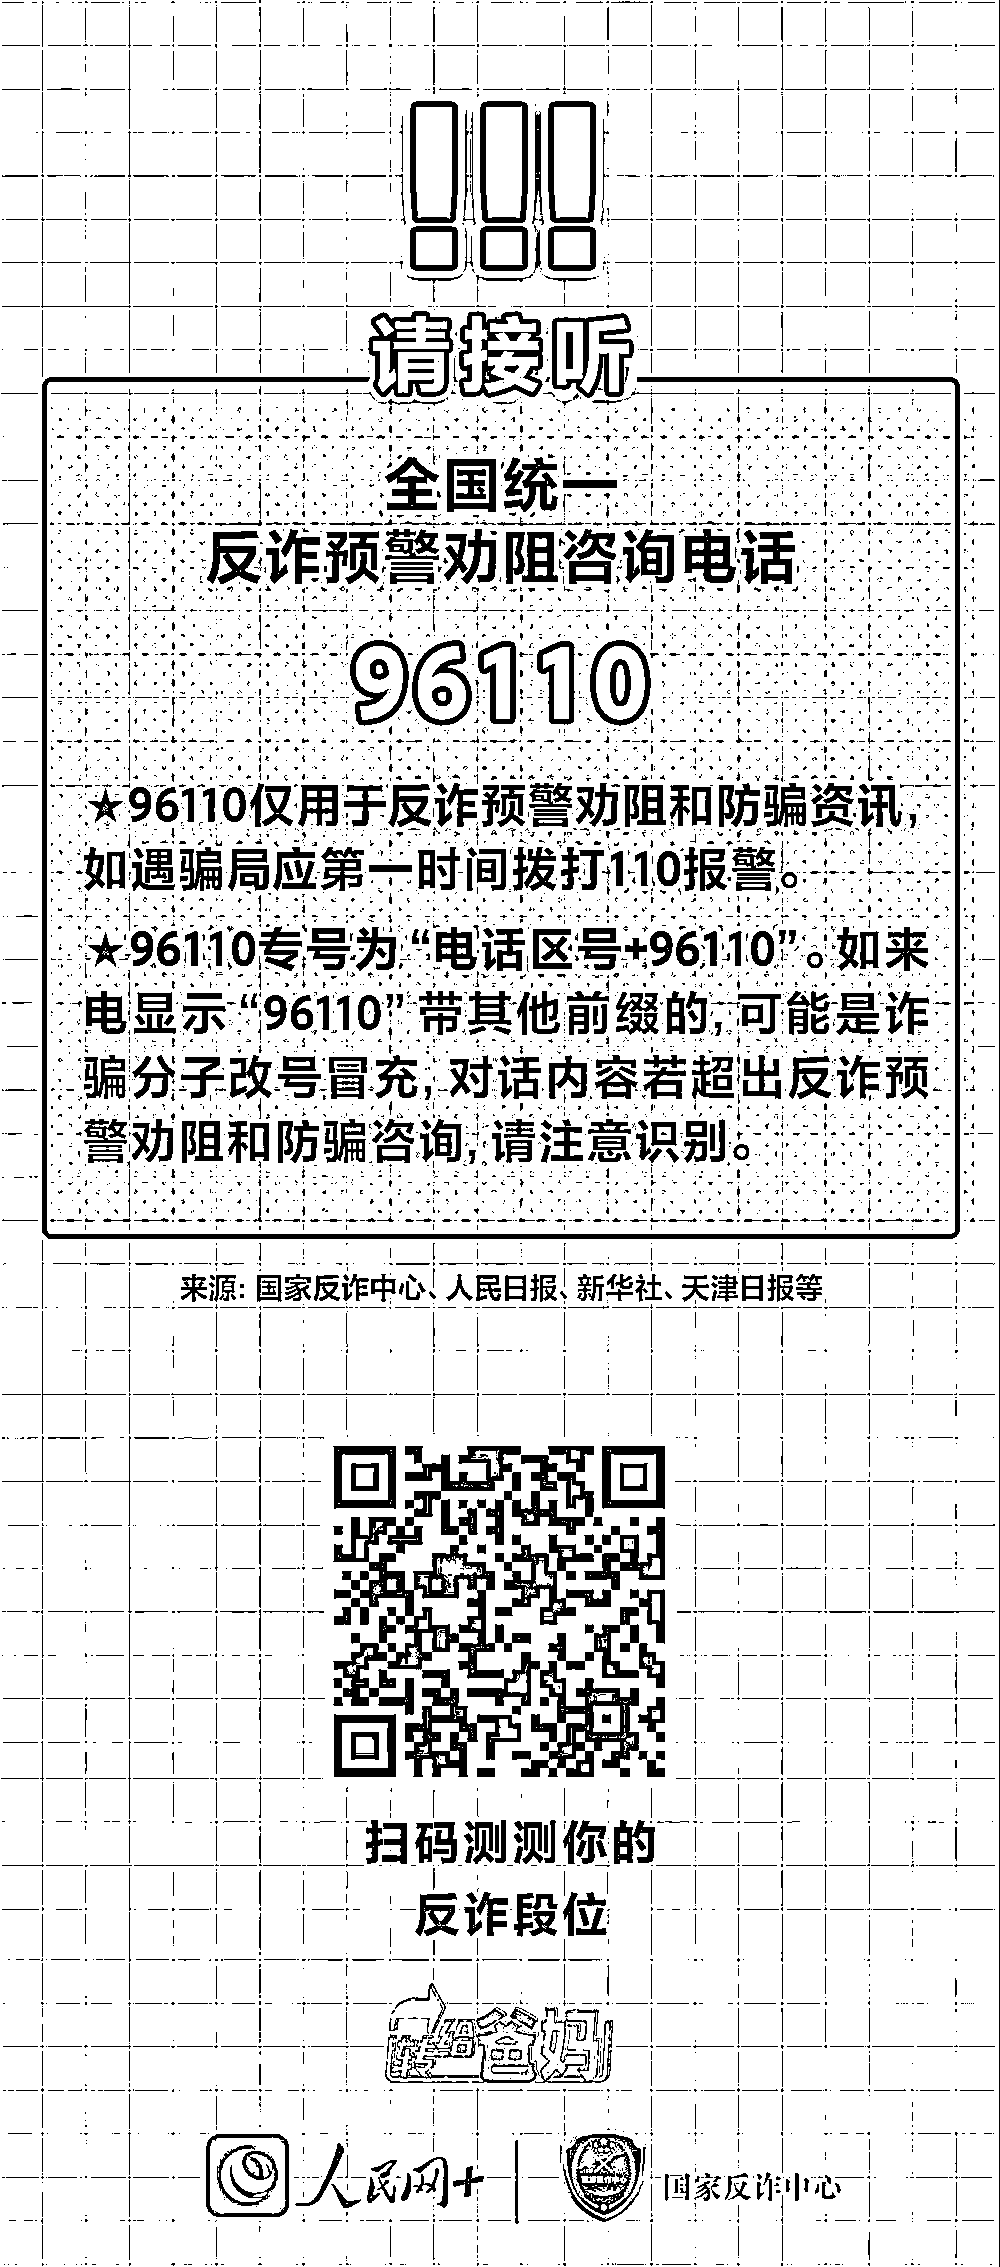 !!!
请接听
全国统一
反诈预警劝阻咨询电话
96110
★96110仅用于反诈预警劝阻和防骗资讯,
如遇骗局应第一时间拨打110报警。
★96110专号为“电话区号+96110”。如来
电显示“96110”带其他前缀的,可能是诈
骗分子改号冒充,对话内容若超出反诈预
警劝阻和防骗咨询,请注意识别。
来源:国家反诈中心、人民日报、新华社、天津日报等
扫码测测你的
反诈段位
转给爸妈
人民网+
国家反诈中心